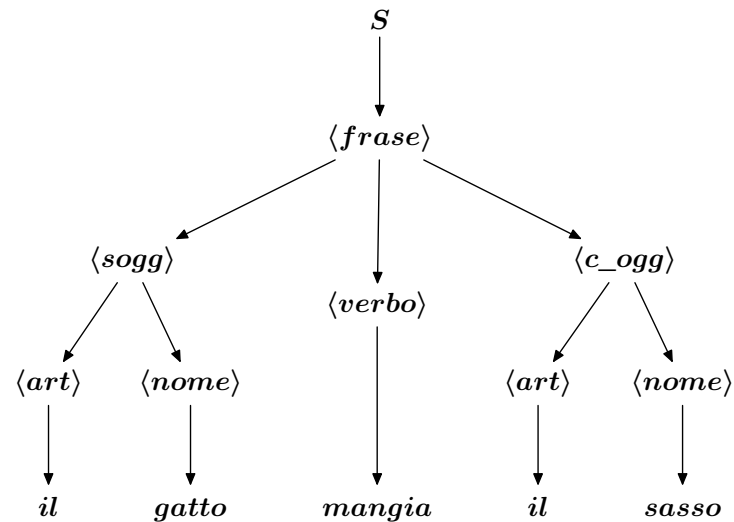 S
⟨frase⟩
⟨sogg⟩ ⟨c_ogg⟩
⟨verbo⟩
⟨art⟩ ⟨nome⟩ ⟨art⟩ ⟨nome⟩
il gatto mangia il sasso